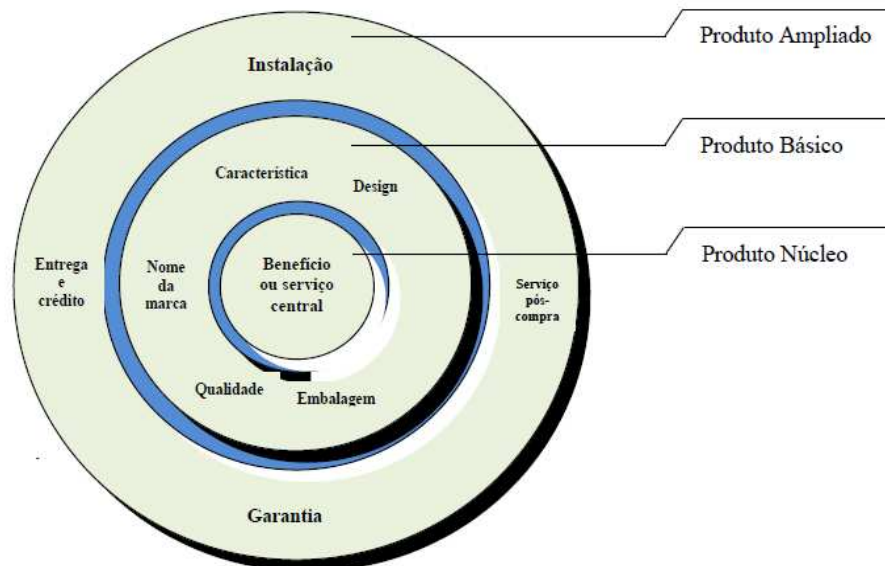 Produto Ampliado
Instalação
Produto Básico
Característica
Design
Produto Núcleo
Entrega
e
crédito
Nome
da
marca
Benefício
ou serviço
central
Serviço
pós-
compra
Qualidade
Embalagem
Garantia